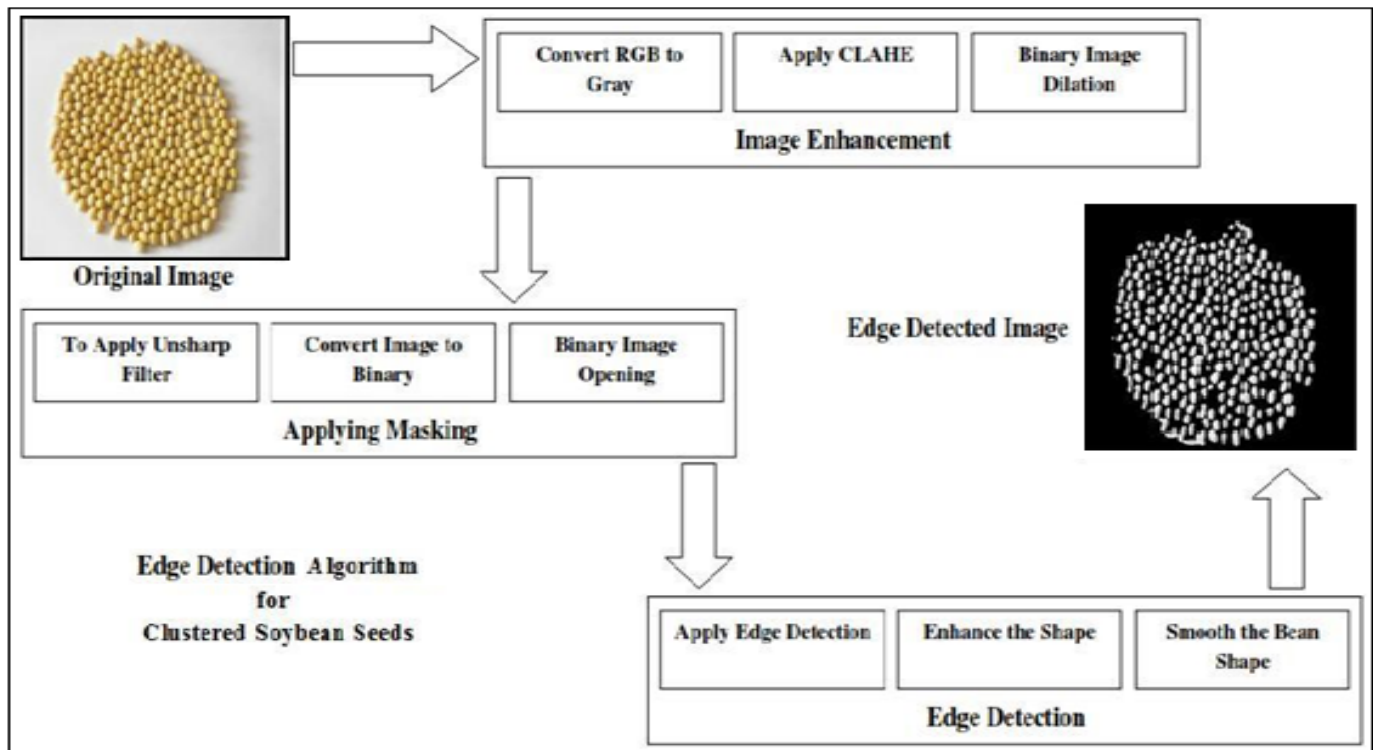 Convert RGB to
Gray
Apply CLAHE
Binary Image
Dilation
Image Enhancement
Original Image
To Apply Unsharp
Filter
Convert Image to
Binary
Binary Image
Opening
Applying Masking
Edge Detected Image
Edge Detection Algorithm
for
Clustered Soybean Seeds
Apply Edge Detection
Enhance the Shape
Smooth the Bean
Shape
Edge Detection